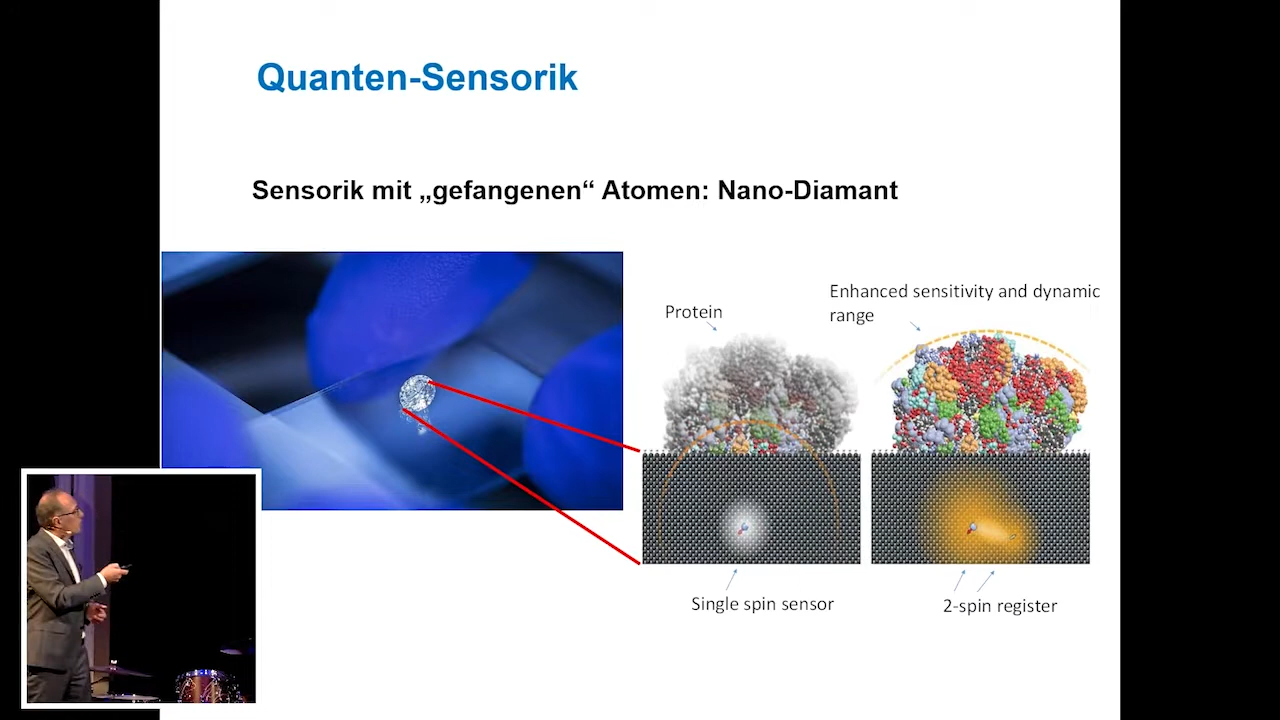 Quanten-Sensorik
Sensorik mit „gefangenen“ Atomen: Nano-Diamant
Protein
Enhanced sensitivity and dynamic
range
Single spin sensor
2-spin register